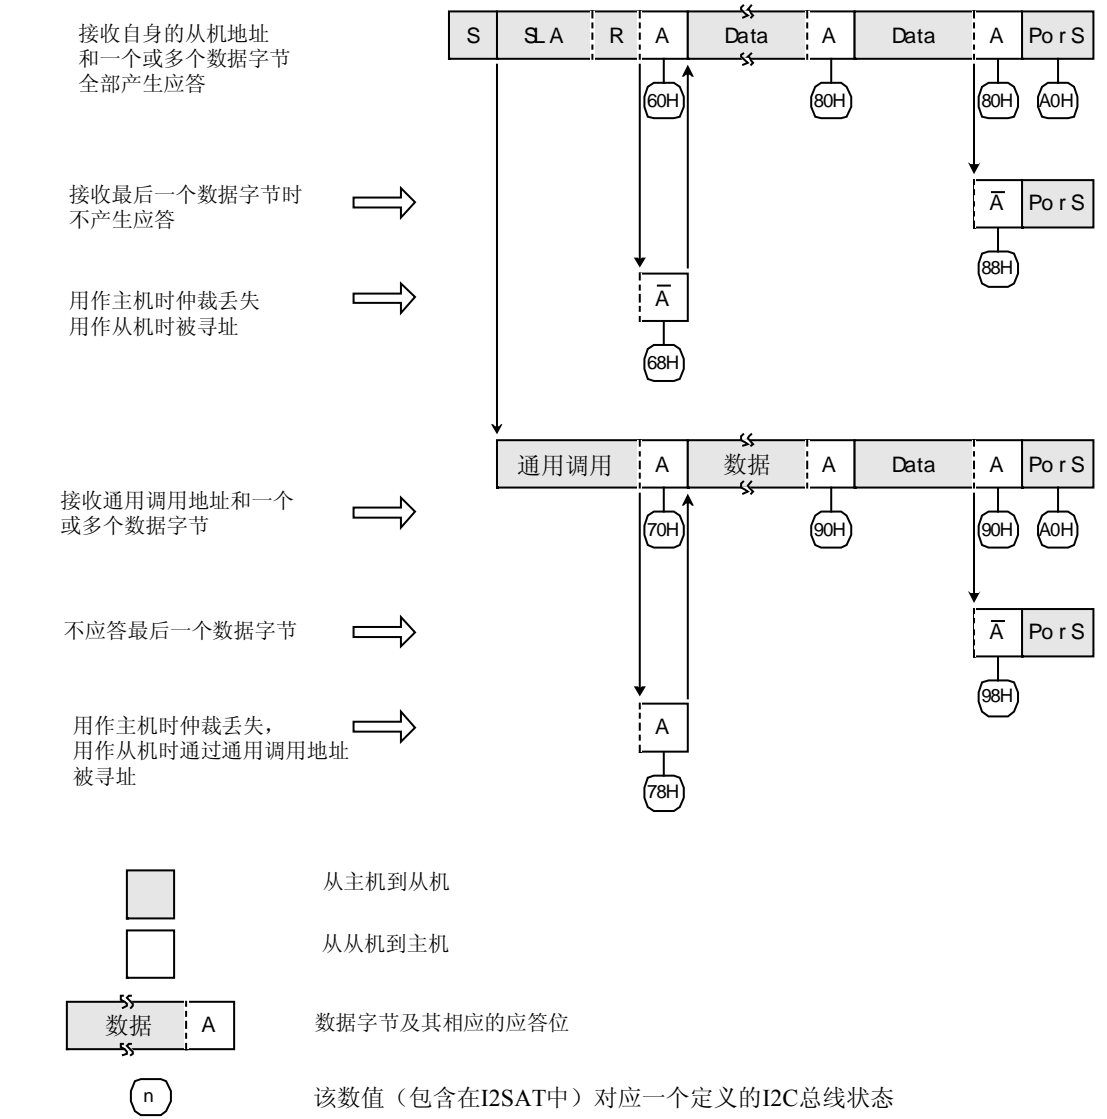 接收自身的从机地址
和一个或多个数据字节
全部产生应答
S SLA R A Data A Data A Po r S
60H 80H 80H A0H
接收最后一个数据字节时
不产生应答
A̅ Po r S
88H
用作主机时仲裁丢失
用作从机时被寻址
A̅
68H
通用调用 A 数据 A Data A Po r S
接收通用调用地址和一个
或多个数据字节
70H 90H 90H A0H
不应答最后一个数据字节
A̅ Po r S
98H
用作主机时仲裁丢失，
用作从机时通过通用调用地址
被寻址
A
78H
从主机到从机
从从机到主机
数据 A 数据字节及其相应的应答位
n 该数值（包含在I2SAT中）对应一个定义的I2C总线状态